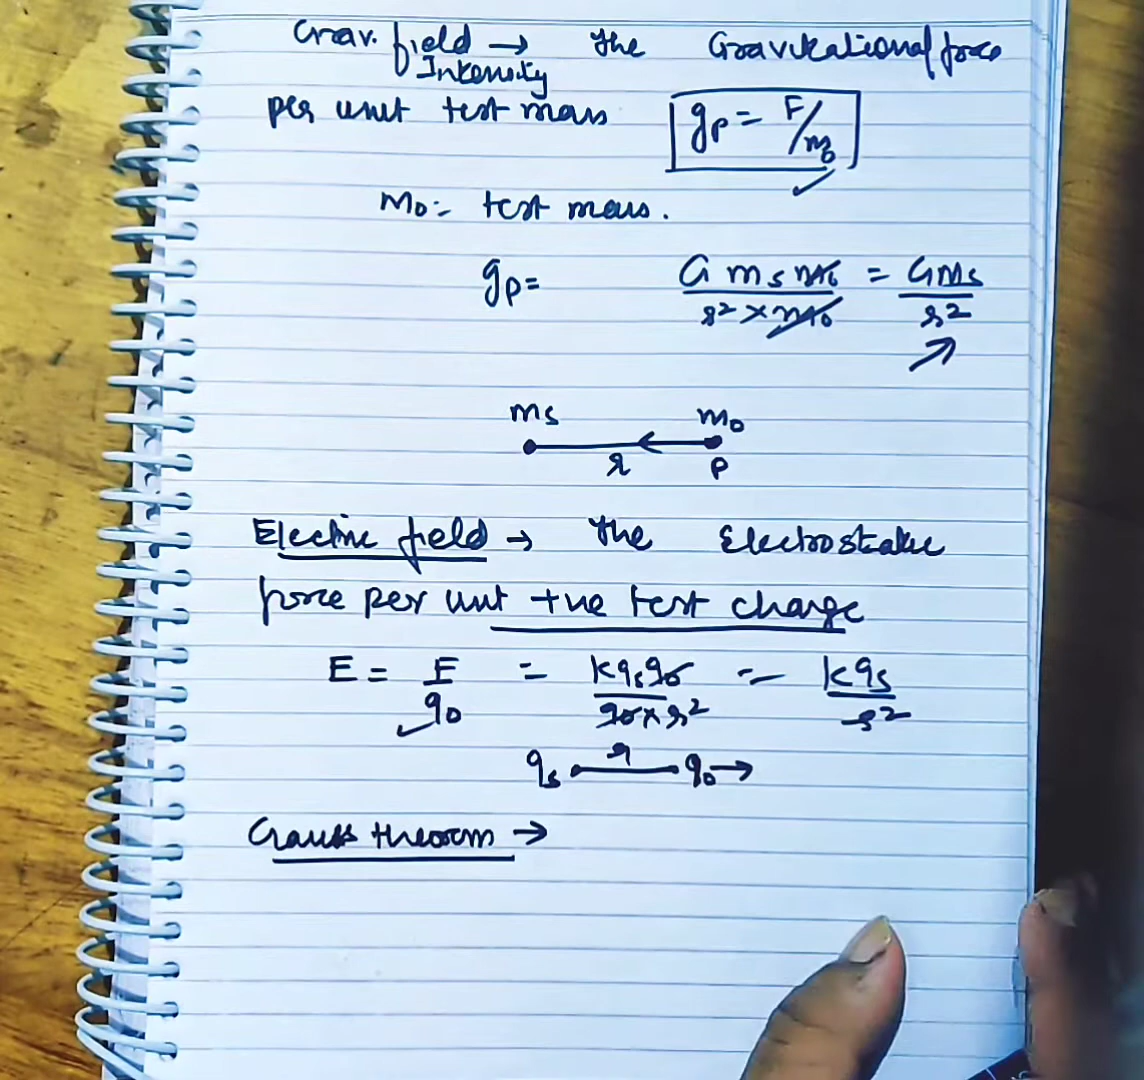 Grav. field → the Gravitational force
Intensity
per unit test mass gp = F/m0
m0 = test mass.
gp = G ms m0 / r² × m0 = G ms / r²
ms m0
r P
Electric field → the Electrostatic
force per unit +ve test charge
E = F / q0 = k qs q0 / q0 × r² = k qs / r²
qs r q0 →
Gauss theorem →